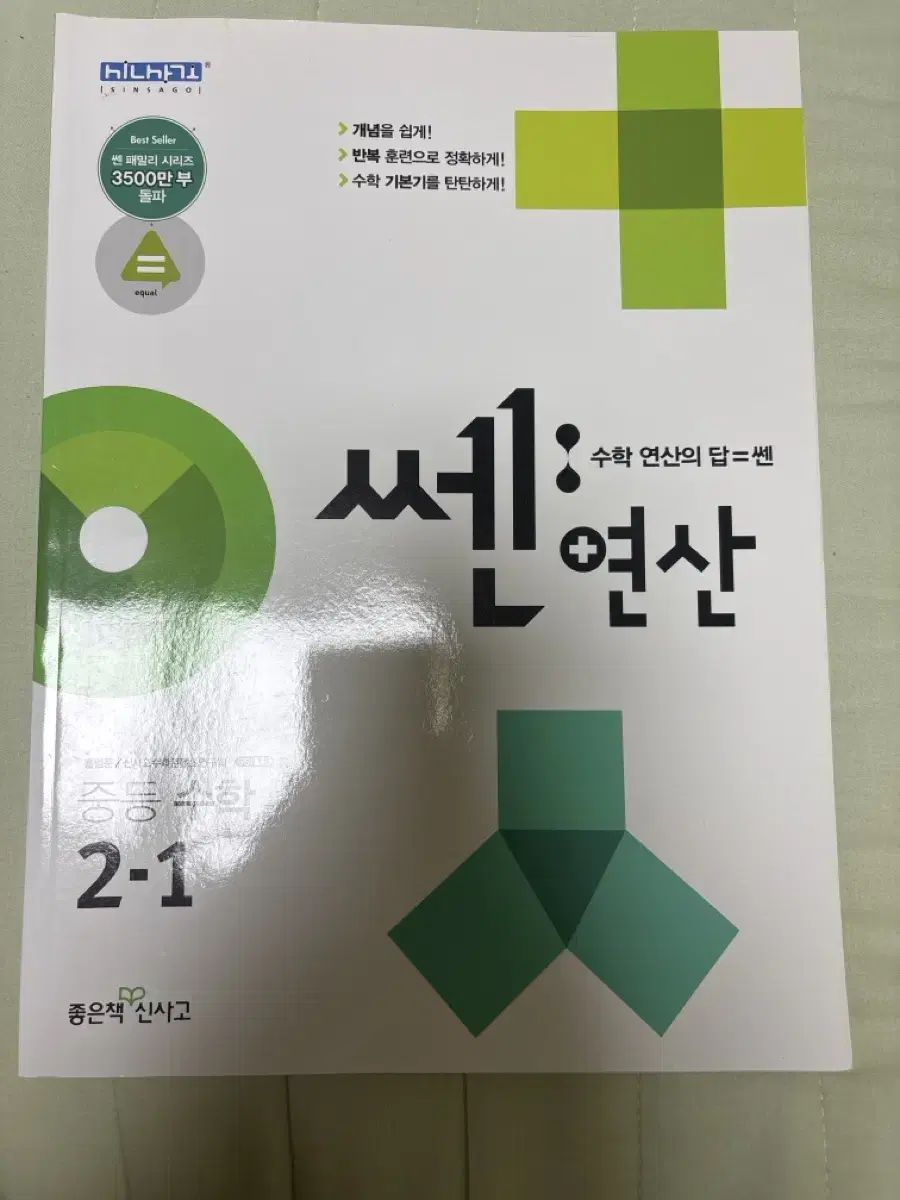 신사고
[SINSAGO]
Best Seller
쎈 패밀리 시리즈
3500만 부
돌파
equal
개념을 쉽게!
반복 훈련으로 정확하게!
수학 기본기를 탄탄하게!
쎈 연산
수학 연산의 답=쎈
중등 수학
2-1
좋은책 신사고